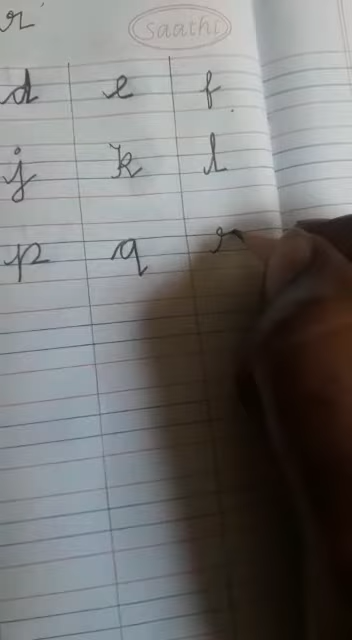 r
Saathi
d e f
j k l
p q r